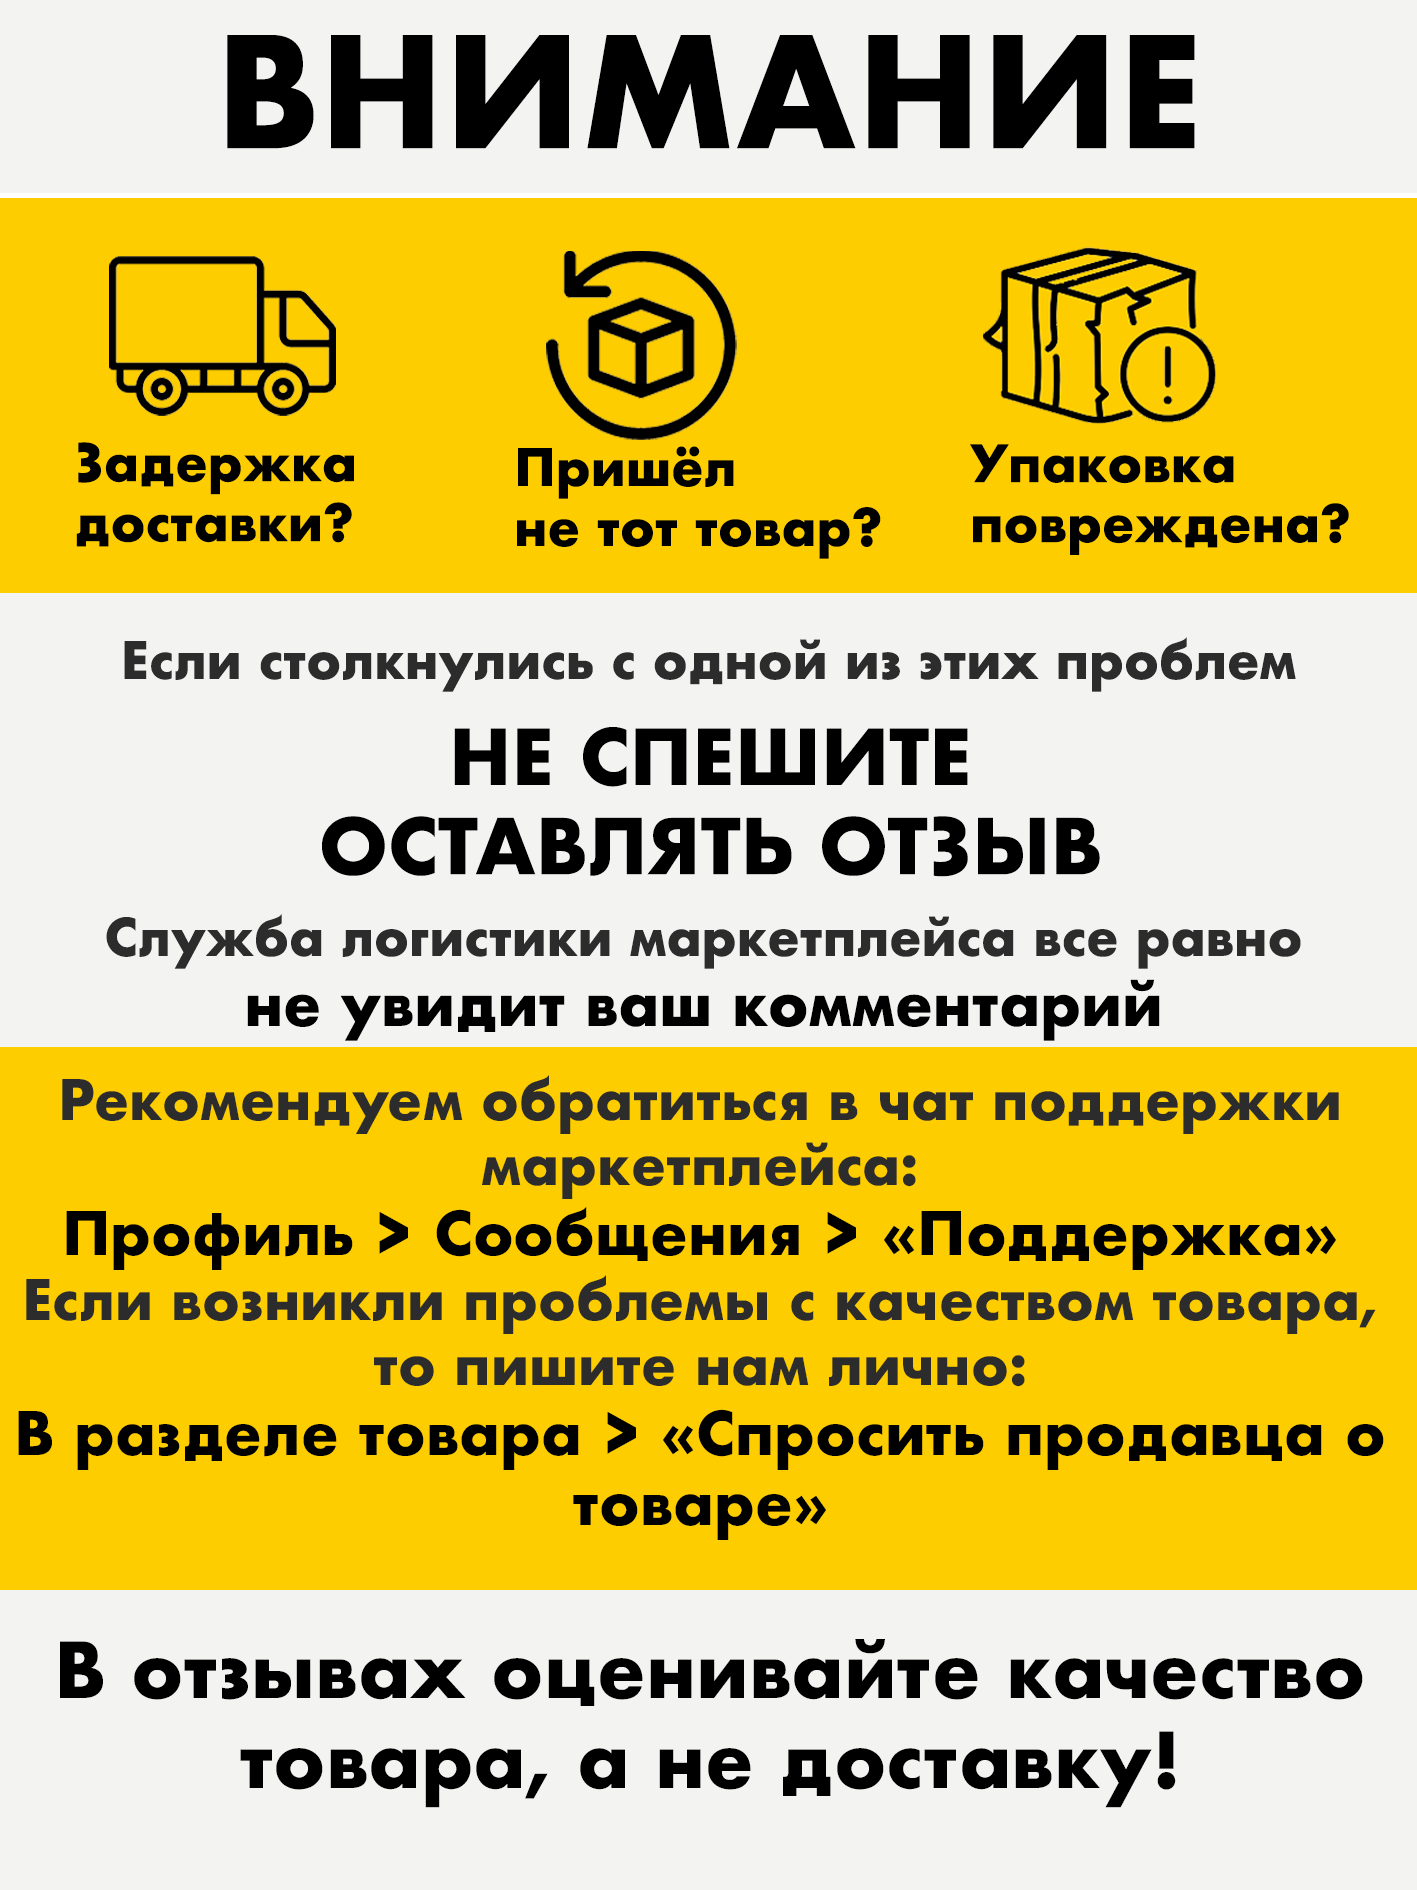 ВНИМАНИЕ
Задержка
доставки?
Пришёл
не тот товар?
Упаковка
повреждена?
Если столкнулись с одной из этих проблем
НЕ СПЕШИТЕ
ОСТАВЛЯТЬ ОТЗЫВ
Служба логистики маркетплейса все равно
не увидит ваш комментарий
Рекомендуем обратиться в чат поддержки
маркетплейса:
Профиль > Сообщения > «Поддержка»
Если возникли проблемы с качеством товара,
то пишите нам лично:
В разделе товара > «Спросить продавца о
товаре»
В отзывах оценивайте качество
товара, а не доставку!